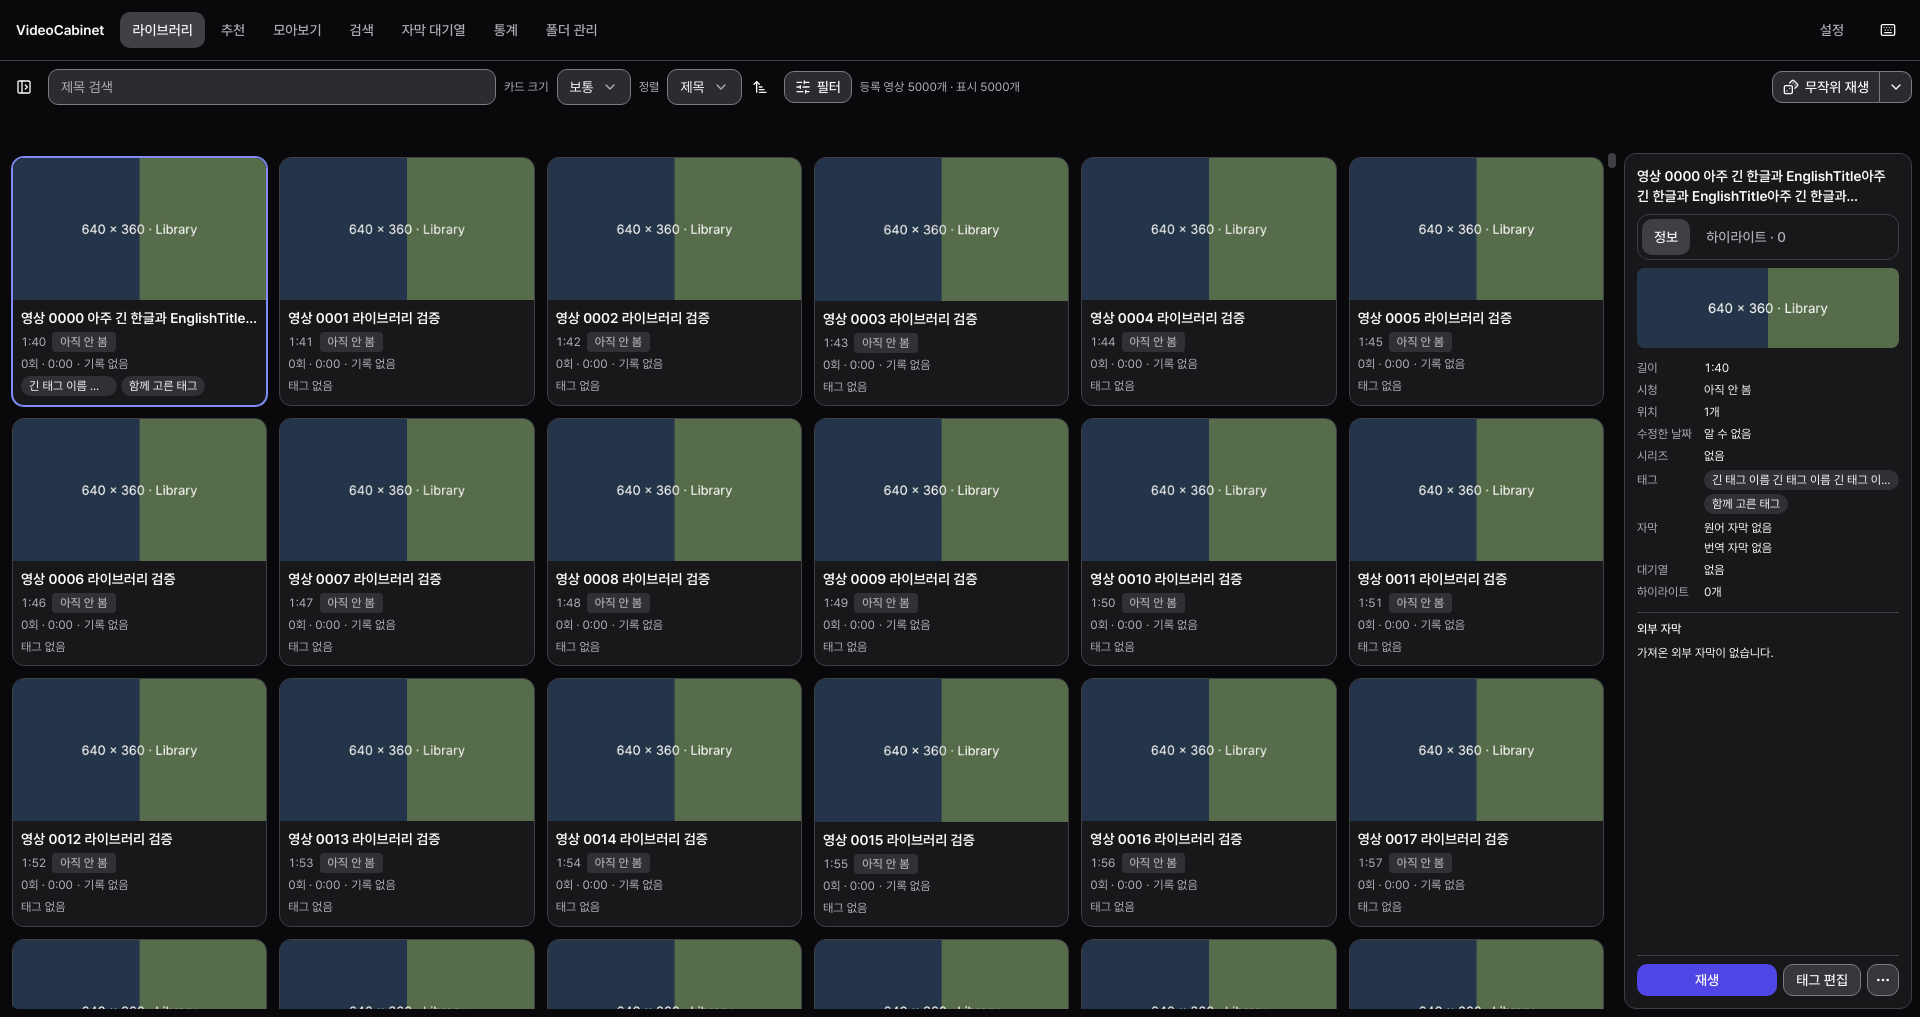 VideoCabinet 라이브러리 추천 모아보기 검색 자막 대기열 통계 폴더 관리 설정
제목 검색 카드 크기 보통 정렬 제목 필터 등록 영상 5000개 · 표시 5000개 무작위 재생
640 × 360 · Library 640 × 360 · Library 640 × 360 · Library 640 × 360 · Library 640 × 360 · Library 640 × 360 · Library
영상 0000 아주 긴 한글과 EnglishTitle... 영상 0001 라이브러리 검증 영상 0002 라이브러리 검증 영상 0003 라이브러리 검증 영상 0004 라이브러리 검증 영상 0005 라이브러리 검증
1:40 아직 안 봄 1:41 아직 안 봄 1:42 아직 안 봄 1:43 아직 안 봄 1:44 아직 안 봄 1:45 아직 안 봄
0회 · 0:00 · 기록 없음 0회 · 0:00 · 기록 없음 0회 · 0:00 · 기록 없음 0회 · 0:00 · 기록 없음 0회 · 0:00 · 기록 없음 0회 · 0:00 · 기록 없음
긴 태그 이름 ... 함께 고른 태그 태그 없음 태그 없음 태그 없음 태그 없음 태그 없음
640 × 360 · Library 640 × 360 · Library 640 × 360 · Library 640 × 360 · Library 640 × 360 · Library 640 × 360 · Library
영상 0006 라이브러리 검증 영상 0007 라이브러리 검증 영상 0008 라이브러리 검증 영상 0009 라이브러리 검증 영상 0010 라이브러리 검증 영상 0011 라이브러리 검증
1:46 아직 안 봄 1:47 아직 안 봄 1:48 아직 안 봄 1:49 아직 안 봄 1:50 아직 안 봄 1:51 아직 안 봄
0회 · 0:00 · 기록 없음 0회 · 0:00 · 기록 없음 0회 · 0:00 · 기록 없음 0회 · 0:00 · 기록 없음 0회 · 0:00 · 기록 없음 0회 · 0:00 · 기록 없음
태그 없음 태그 없음 태그 없음 태그 없음 태그 없음 태그 없음
640 × 360 · Library 640 × 360 · Library 640 × 360 · Library 640 × 360 · Library 640 × 360 · Library 640 × 360 · Library
영상 0012 라이브러리 검증 영상 0013 라이브러리 검증 영상 0014 라이브러리 검증 영상 0015 라이브러리 검증 영상 0016 라이브러리 검증 영상 0017 라이브러리 검증
1:52 아직 안 봄 1:53 아직 안 봄 1:54 아직 안 봄 1:55 아직 안 봄 1:56 아직 안 봄 1:57 아직 안 봄
0회 · 0:00 · 기록 없음 0회 · 0:00 · 기록 없음 0회 · 0:00 · 기록 없음 0회 · 0:00 · 기록 없음 0회 · 0:00 · 기록 없음 0회 · 0:00 · 기록 없음
태그 없음 태그 없음 태그 없음 태그 없음 태그 없음 태그 없음
영상 0000 아주 긴 한글과 EnglishTitle아주
긴 한글과 EnglishTitle아주 긴 한글과...
정보 하이라이트 · 0
640 × 360 · Library
길이 1:40
시청 아직 안 봄
위치 1개
수정한 날짜 알 수 없음
시리즈 없음
태그 긴 태그 이름 긴 태그 이름 긴 태그 이...
함께 고른 태그
자막 원어 자막 없음
번역 자막 없음
대기열 없음
하이라이트 0개
외부 자막
가져온 외부 자막이 없습니다.
재생 태그 편집 ...